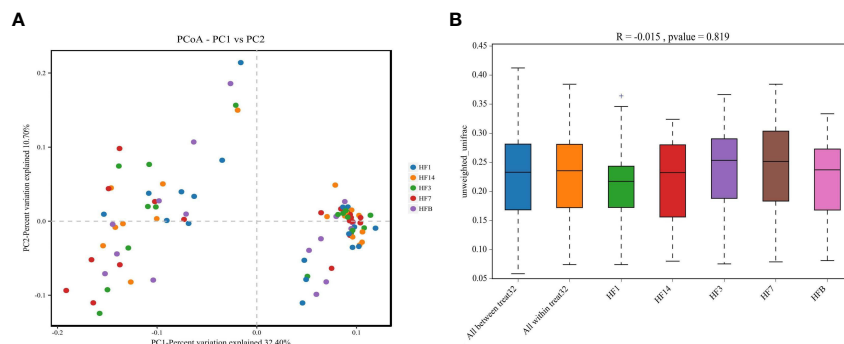 A
PCoA - PC1 vs PC2
PC2-Percent variation explained 10.70%
0.2
0.1
0.0
-0.1
-0.2
-0.1
0.0
0.1
PC1-Percent variation explained 32.40%
HF1
HF14
HF3
HF7
HFB
B
R = -0.015 , pvalue = 0.819
unweighted_unifrac
0.45
0.40
0.35
0.30
0.25
0.20
0.15
0.10
0.05
All between treat32
All within treat32
HF1
HF14
HF3
HF7
HFB